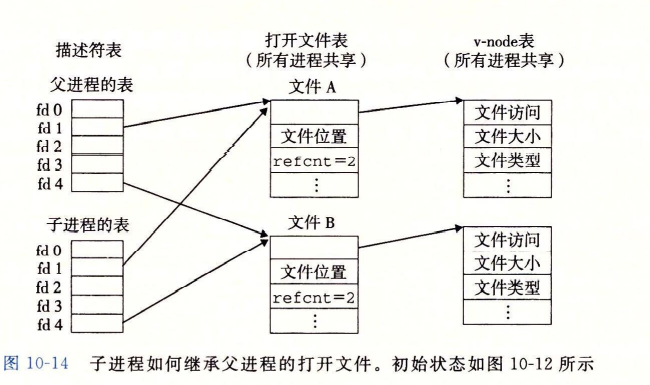 描述符表
打开文件表
(所有进程共享)
v-node表
(所有进程共享)
父进程的表
fd 0
fd 1
fd 2
fd 3
fd 4
文件 A
文件位置
refcnt=2
⋮
文件访问
文件大小
文件类型
⋮
子进程的表
fd 0
fd 1
fd 2
fd 3
fd 4
文件 B
文件位置
refcnt=2
⋮
文件访问
文件大小
文件类型
⋮
图 10-14 子进程如何继承父进程的打开文件。初始状态如图 10-12 所示